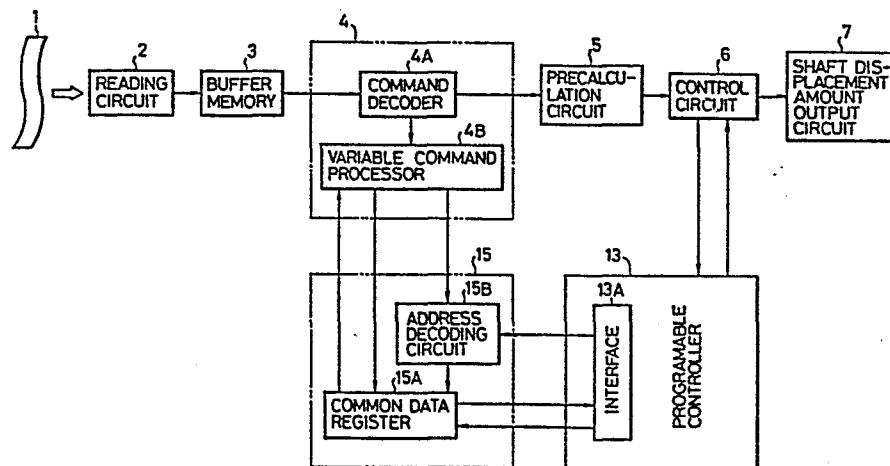 1
2
READING
CIRCUIT
3
BUFFER
MEMORY
4
4A
COMMAND
DECODER
4B
VARIABLE COMMAND
PROCESSOR
5
PRECALCU-
LATION
CIRCUIT
6
CONTROL
CIRCUIT
7
SHAFT DIS-
PLACEMENT
AMOUNT
OUTPUT
CIRCUIT
15
15B
ADDRESS
DECODING
CIRCUIT
15A
COMMON DATA
REGISTER
13
13A
INTERFACE
PROGRAMABLE
CONTROLLER